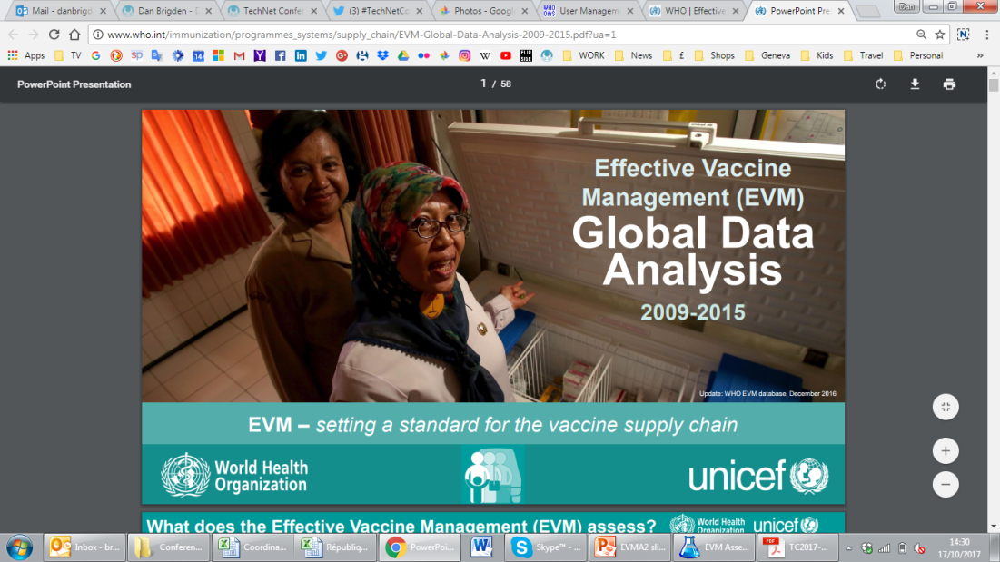 Mail - danbrigd
Dan Brigden - D
TechNet Confer
(3) #TechNetCo
Photos - Googl
User Managem
WHO | Effective
PowerPoint Pre
Dan
www.who.int/immunization/programmes_systems/supply_chain/EVM-Global-Data-Analysis-2009-2015.pdf?ua=1
Apps TV WORK News £ Shops Geneva Kids Travel Personal »
PowerPoint Presentation
1 / 58
Effective Vaccine
Management (EVM)
Global Data
Analysis
2009-2015
Update: WHO EVM database, December 2016
EVM – setting a standard for the vaccine supply chain
World Health
Organization
unicef
What does the Effective Vaccine Management (EVM) assess?
World Health
Organization
unicef
Inbox - br...
Conferen...
Coordina...
Républiq...
PowerPoi...
Skype™ - ...
EVMA2 sli...
EVM Asse...
TC2017-...
14:30
17/10/2017